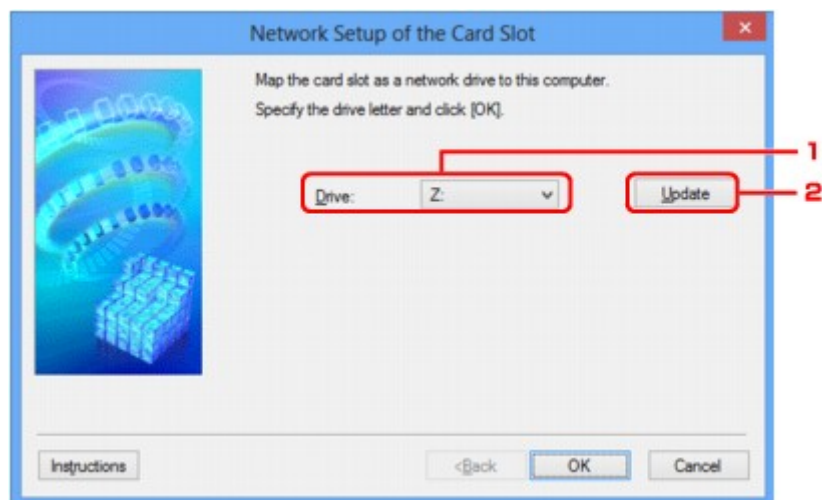 Network Setup of the Card Slot
Map the card slot as a network drive to this computer.
Specify the drive letter and click [OK].
1
Drive: Z: Update
2
Instructions <Back OK Cancel